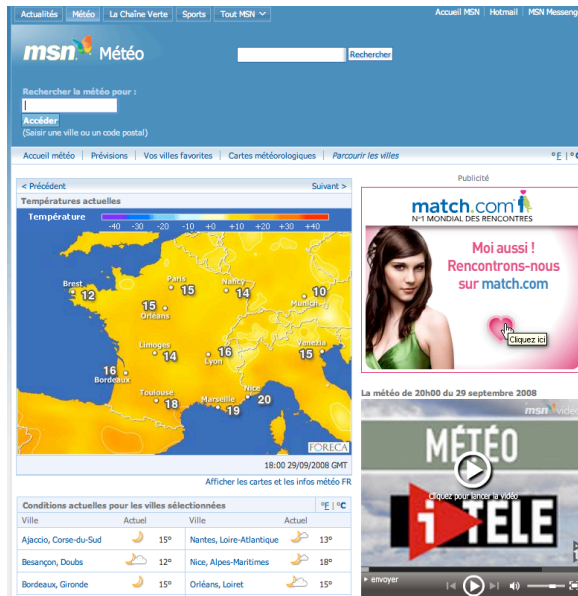 Actualités Météo La Chaîne Verte Sports Tout MSN
Accueil MSN Hotmail MSN Messeng
msn Météo
Rechercher
Rechercher la météo pour :
Accéder
(Saisir une ville ou un code postal)
Accueil météo Prévisions Vos villes favorites Cartes météorologiques Parcourir les villes °F | °C
< Précédent Suivant >
Températures actuelles
Température
-40 -30 -20 -10 +0 +10 +20 +30 +40
Brest
12
Paris
15
Nancy
14
10
Munich
15
Orléans
Limoges
14
16
Lyon
Venezia
15
16
Bordeaux
Toulouse
18
Marseille
19
Nice
20
FORECA
18:00 29/09/2008 GMT
Afficher les cartes et les infos météo FR
Publicité
match.com
N°1 MONDIAL DES RENCONTRES
Moi aussi !
Rencontrons-nous
sur match.com
Cliquez ici
La météo de 20h00 du 29 septembre 2008
msn vidéo
MÉTÉO
Cliquez pour lancer la vidéo
i TELE
envoyer
Conditions actuelles pour les villes sélectionnées °F | °C
Ville Actuel Ville Actuel
Ajaccio, Corse-du-Sud 15° Nantes, Loire-Atlantique 13°
Besançon, Doubs 12° Nice, Alpes-Maritimes 18°
Bordeaux, Gironde 15° Orléans, Loiret 15°